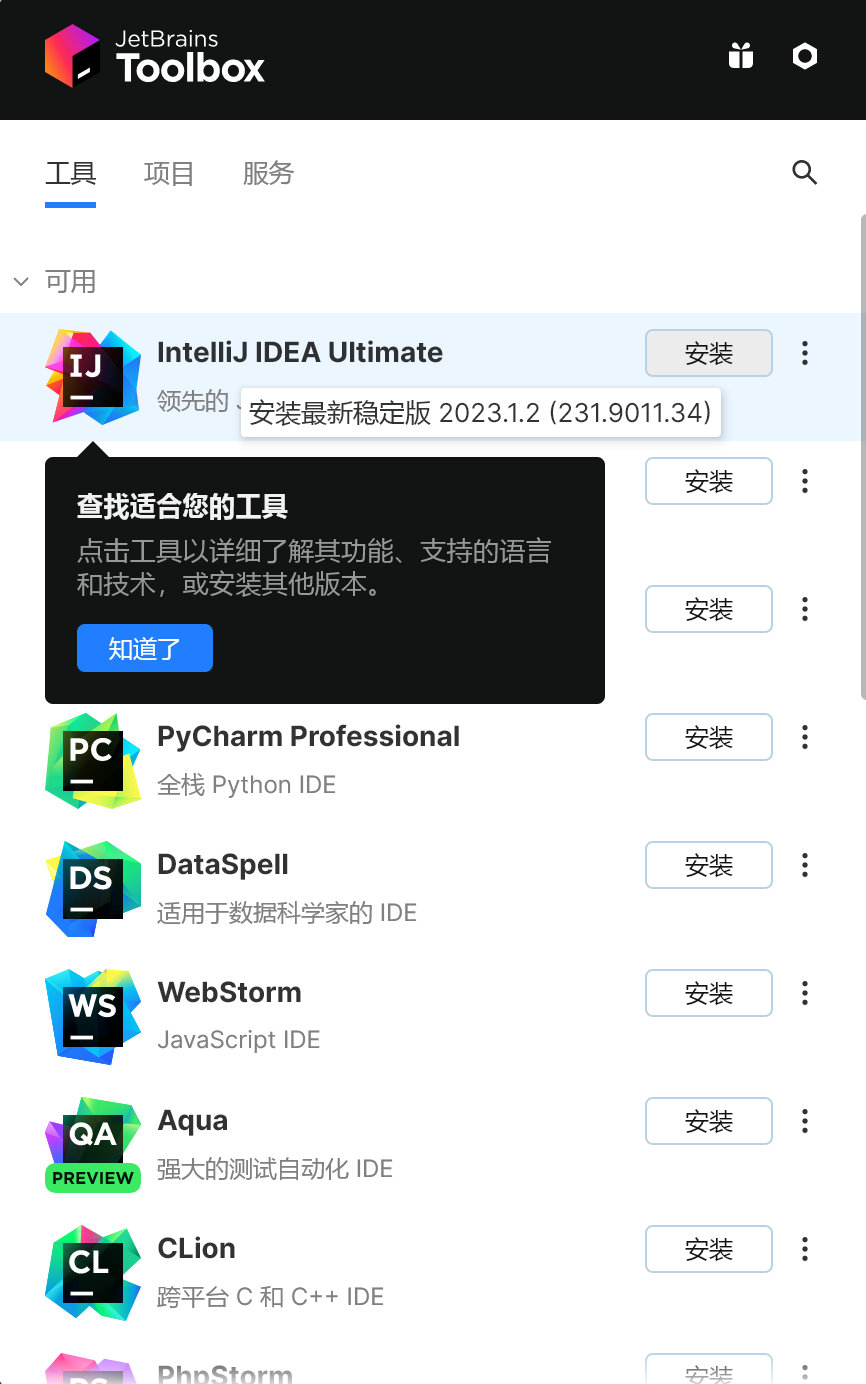 JetBrains
Toolbox
工具 项目 服务
可用
IJ
IntelliJ IDEA Ultimate
安装
领先的
安装最新稳定版 2023.1.2 (231.9011.34)
安装
查找适合您的工具
点击工具以详细了解其功能、支持的语言
和技术，或安装其他版本。
安装
知道了
PC
PyCharm Professional
安装
全栈 Python IDE
DS
DataSpell
安装
适用于数据科学家的 IDE
WS
WebStorm
安装
JavaScript IDE
QA
Aqua
安装
强大的测试自动化 IDE
PREVIEW
CL
CLion
安装
跨平台 C 和 C++ IDE
PhpStorm
安装